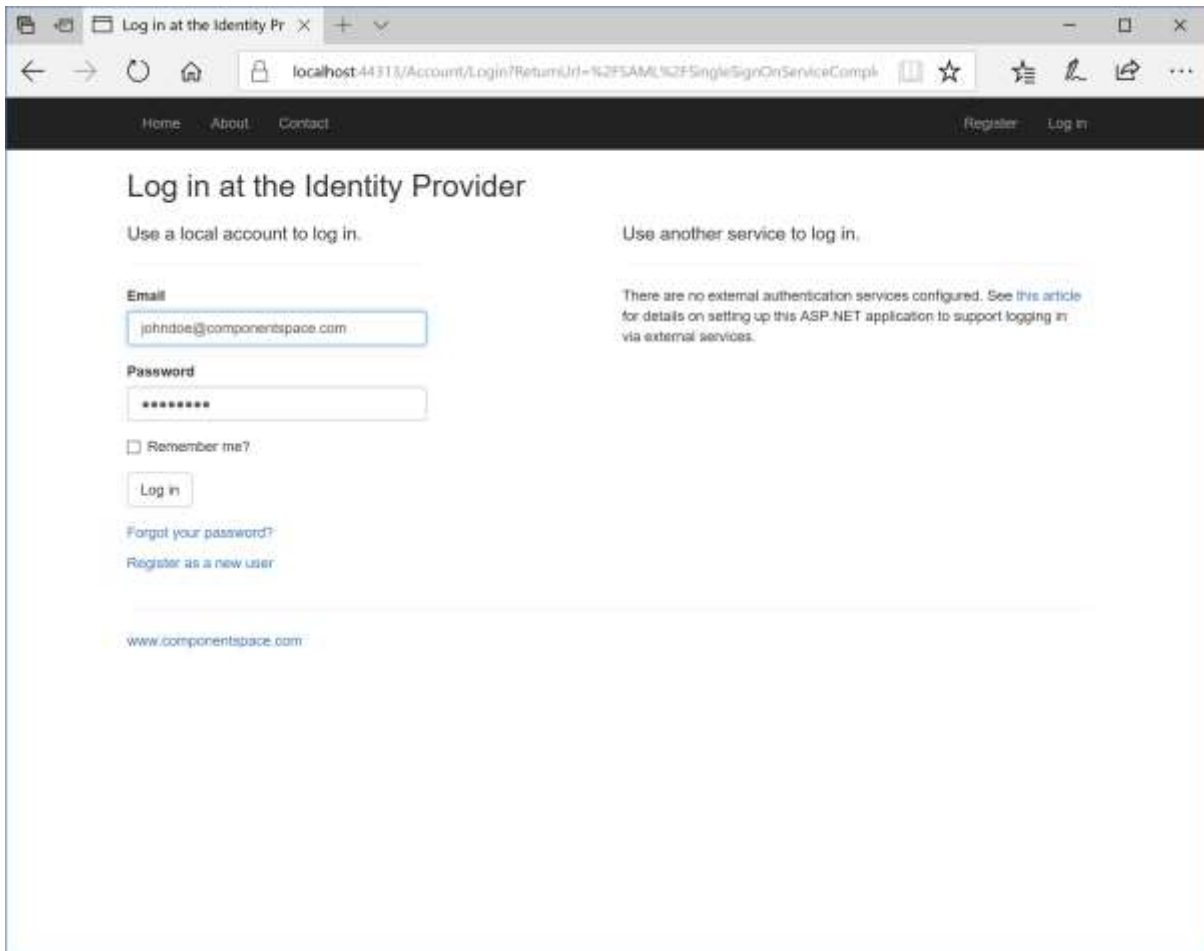 Log in at the Identity Pr
localhost:44313/Account/Login?ReturnUrl=%2FSAML%2FSingleSignOnServiceComple
Home About Contact Register Log in
Log in at the Identity Provider
Use a local account to log in.
Email
johndoe@componentspace.com
Password
Remember me?
Log in
Forgot your password?
Register as a new user
Use another service to log in.
There are no external authentication services configured. See this article
for details on setting up this ASP.NET application to support logging in
via external services.
www.componentspace.com